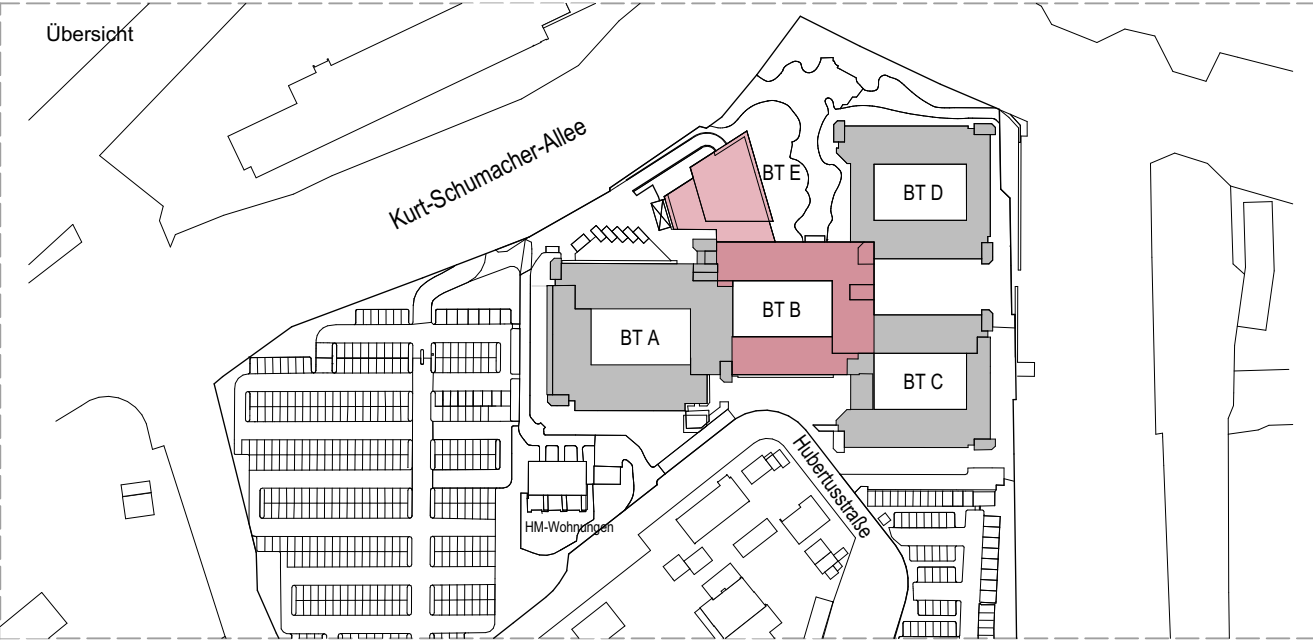 Übersicht
Kurt-Schumacher-Allee
BT E
BT D
BT B
BT A
BT C
Hubertusstraße
HM-Wohnungen